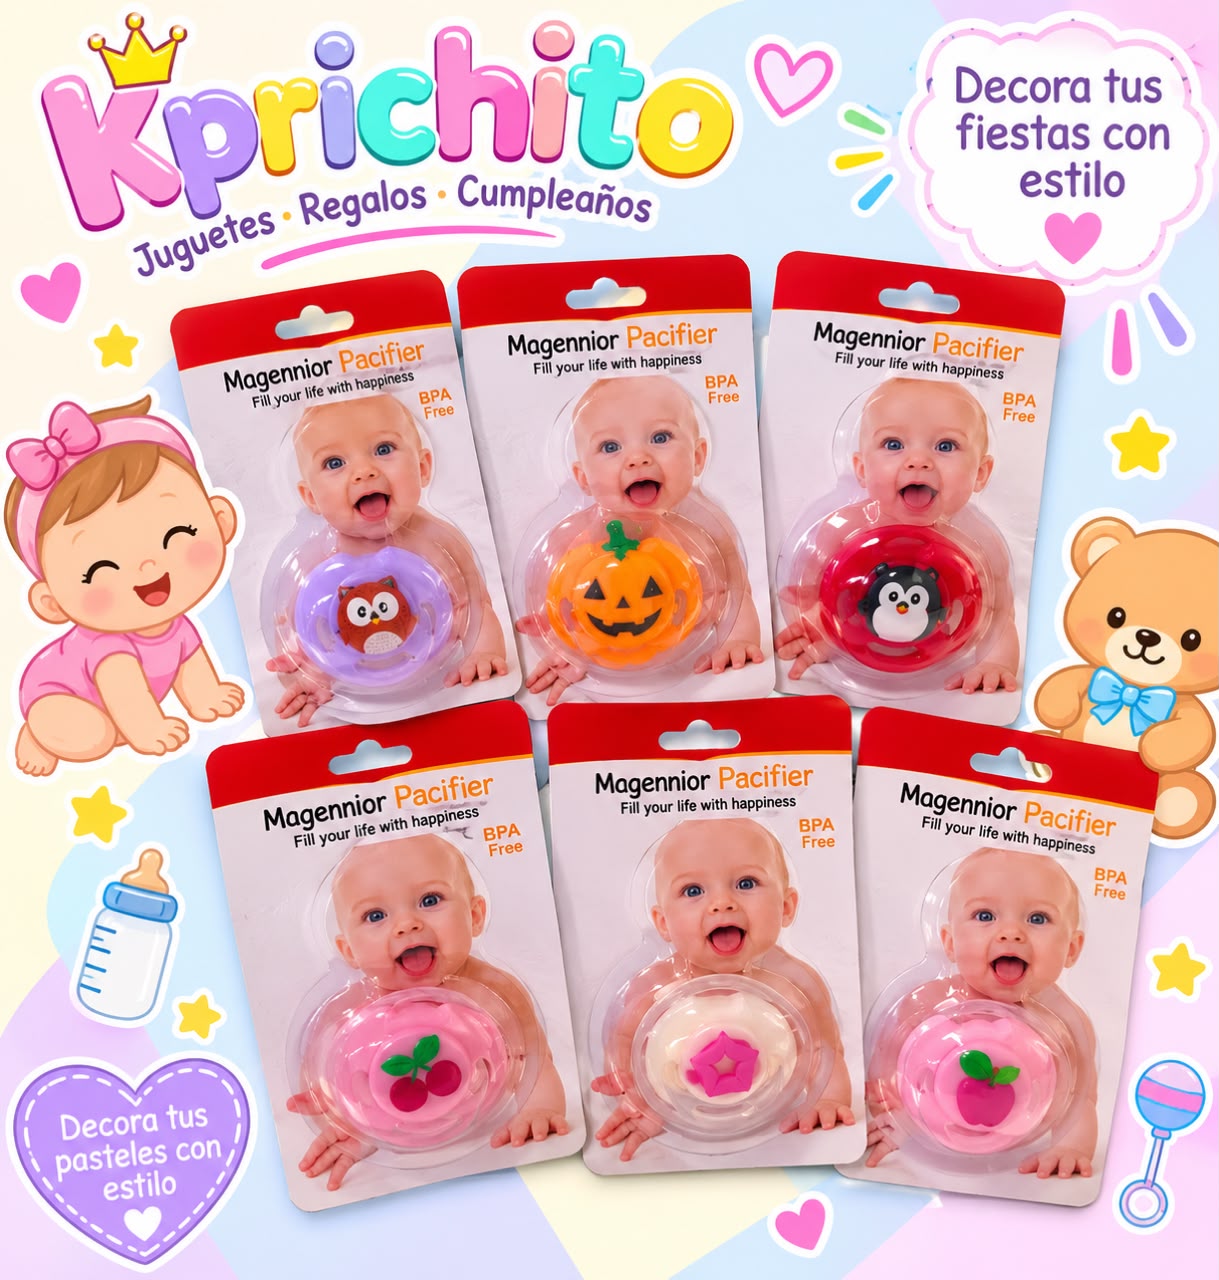 Kprichito
Juguetes • Regalos • Cumpleaños
Decora tus
fiestas con
estilo
Magennior Pacifier
Fill your life with happiness
BPA
Free
Magennior Pacifier
Fill your life with happiness
BPA
Free
Magennior Pacifier
Fill your life with happiness
BPA
Free
Magennior Pacifier
Fill your life with happiness
BPA
Free
Magennior Pacifier
Fill your life with happiness
BPA
Free
Magennior Pacifier
Fill your life with happiness
BPA
Free
Decora tus
pasteles con
estilo